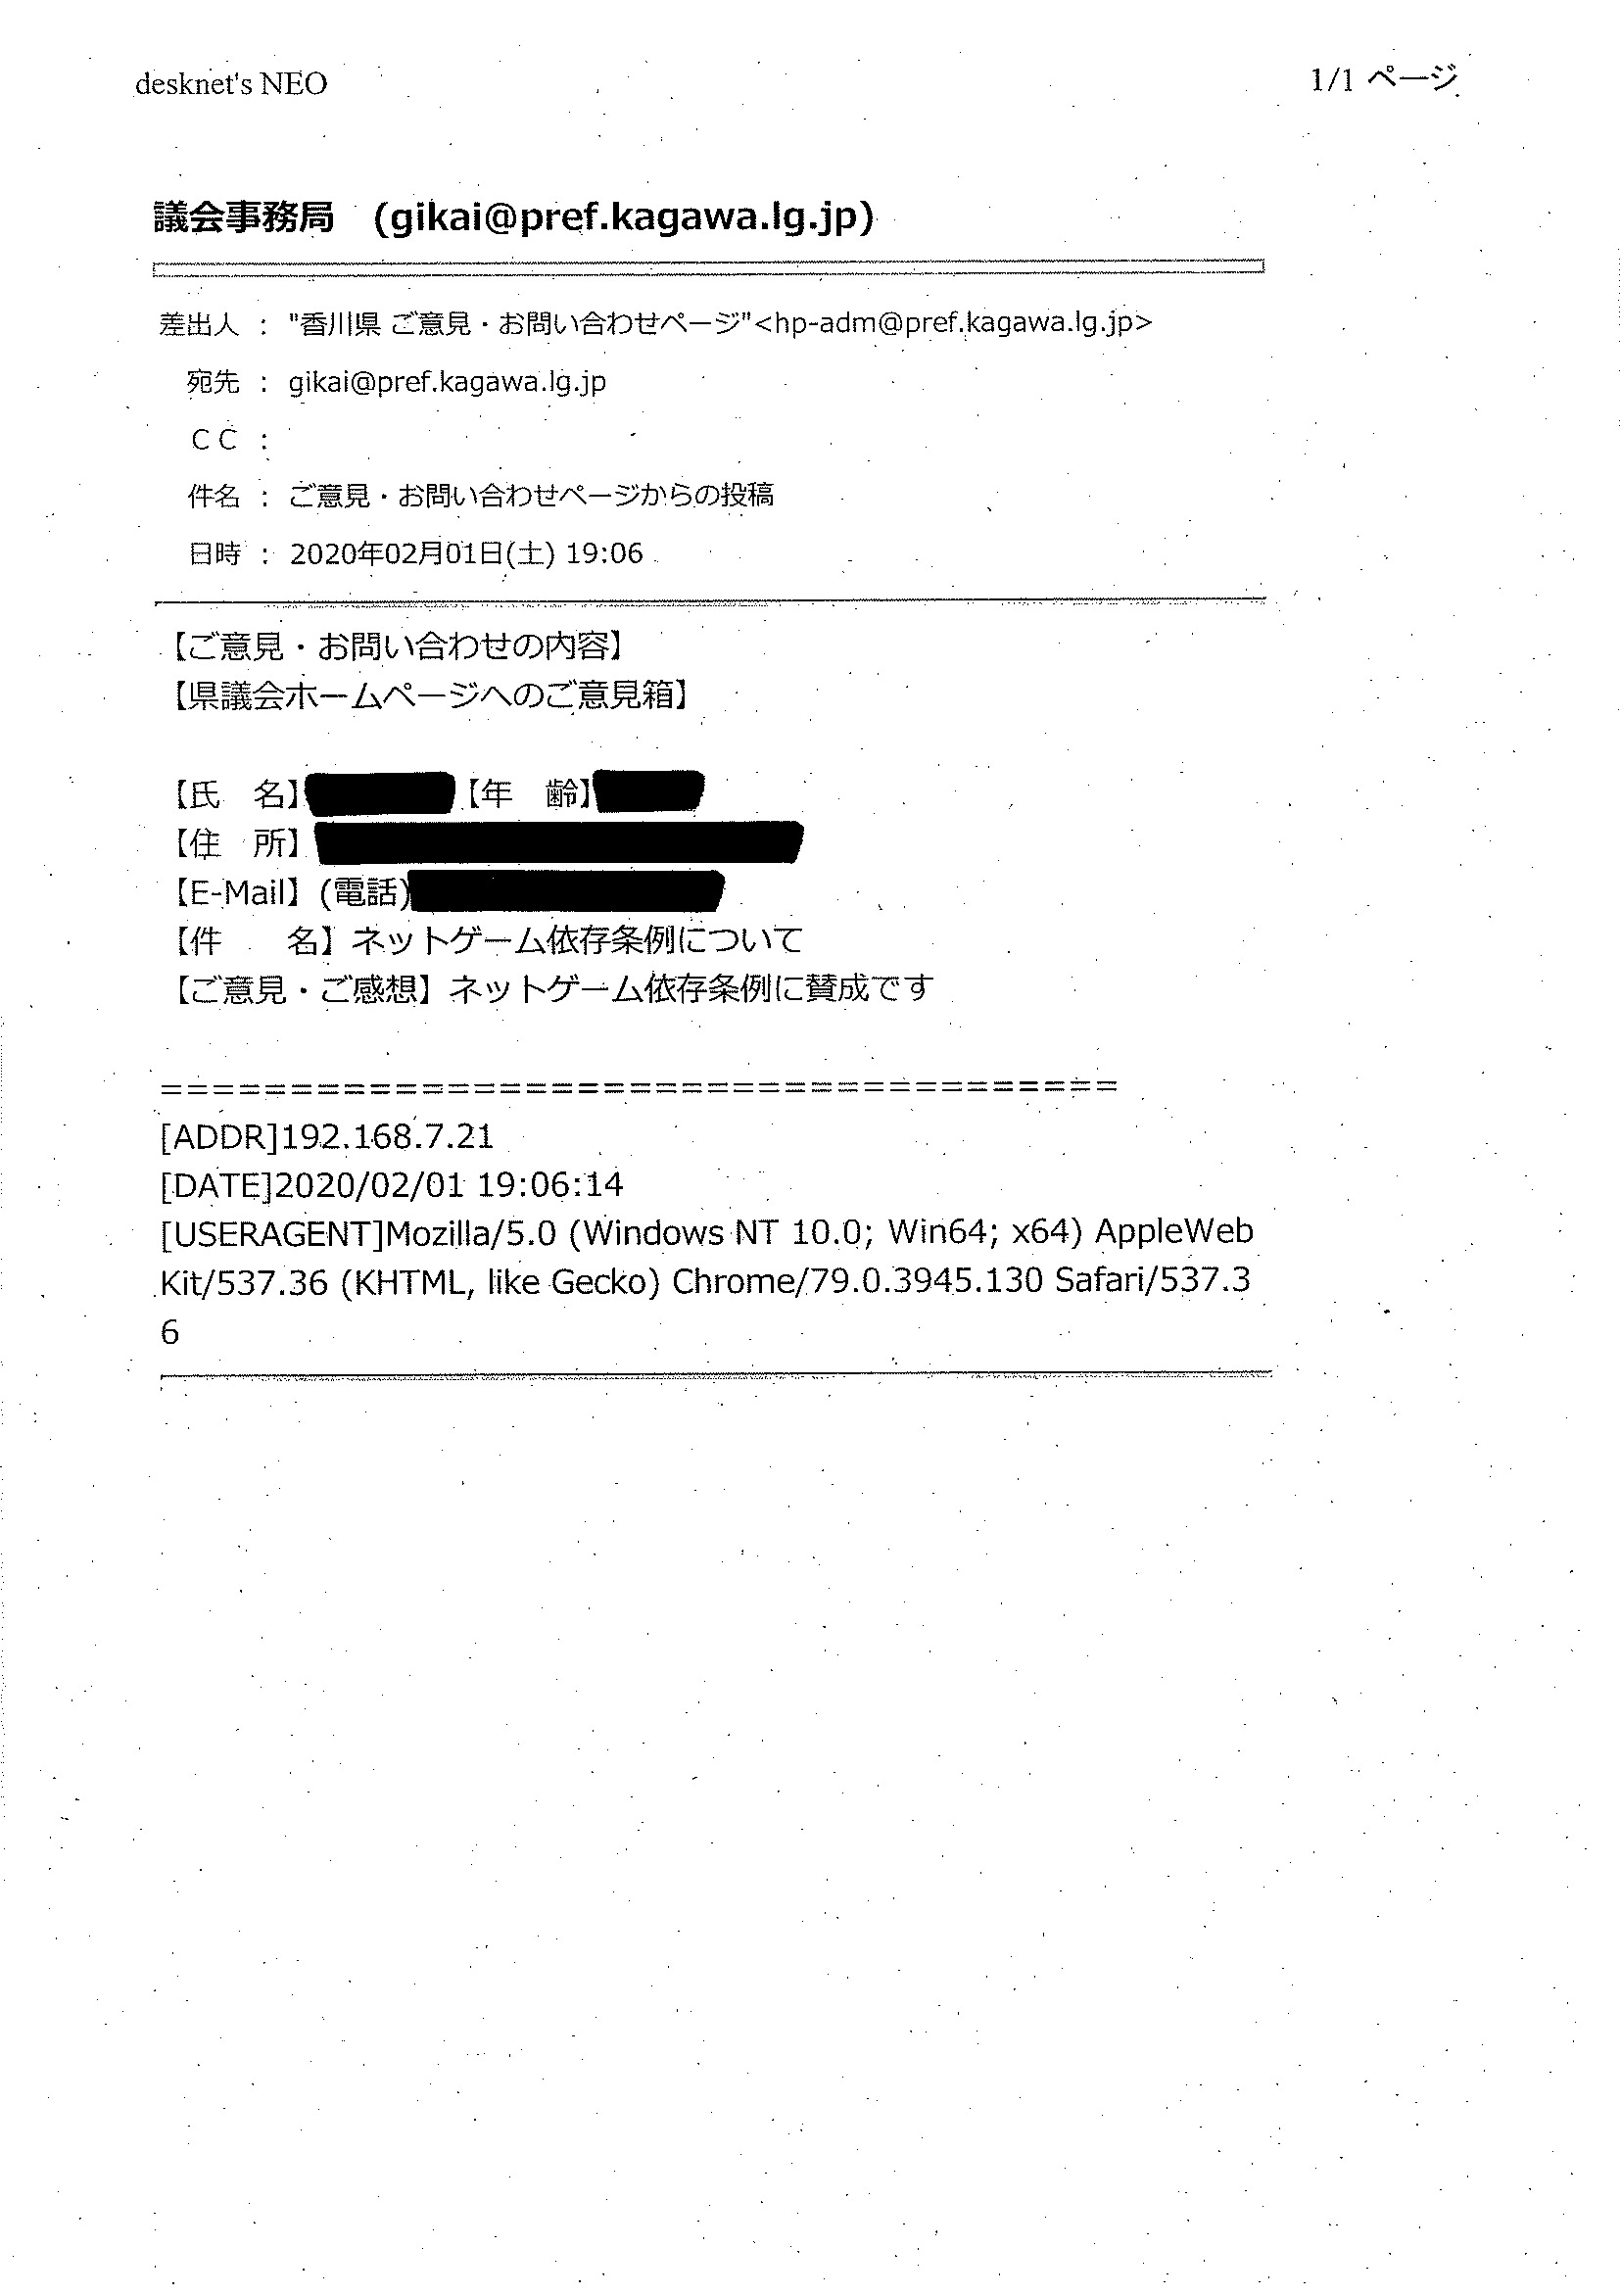 desknet's NEO
1/1 ページ
議会事務局　(gikai@pref.kagawa.lg.jp)
差出人 : "香川県 ご意見・お問い合わせページ"<hp-adm@pref.kagawa.lg.jp>
宛先 : gikai@pref.kagawa.lg.jp
ＣＣ :
件名 : ご意見・お問い合わせページからの投稿
日時 : 2020年02月01日(土) 19:06
【ご意見・お問い合わせの内容】
【県議会ホームページへのご意見箱】
【氏　名】 【年　齢】
【住　所】
【E-Mail】(電話)
【件　　名】ネットゲーム依存条例について
【ご意見・ご感想】ネットゲーム依存条例に賛成です
=====================================
[ADDR]192.168.7.21
[DATE]2020/02/01 19:06:14
[USERAGENT]Mozilla/5.0 (Windows NT 10.0; Win64; x64) AppleWeb
Kit/537.36 (KHTML, like Gecko) Chrome/79.0.3945.130 Safari/537.3
6